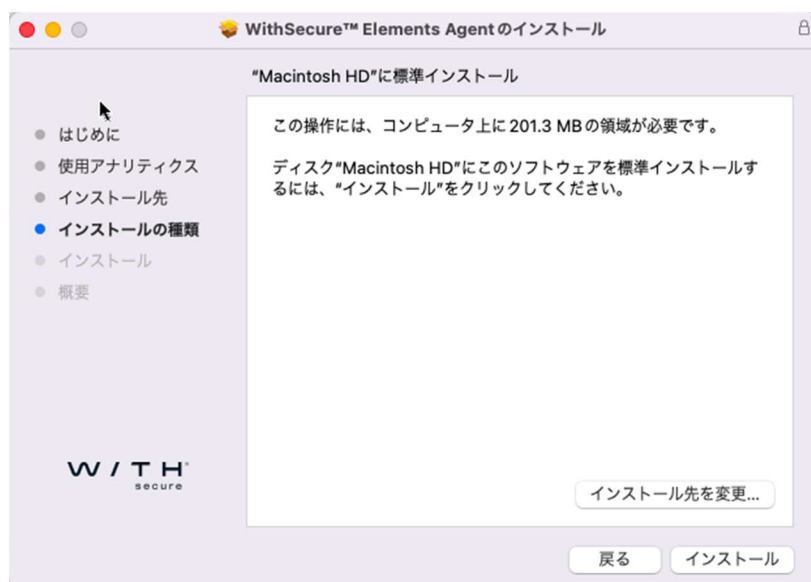 WithSecure™ Elements Agentのインストール
“Macintosh HD”に標準インストール
はじめに
使用アナリティクス
インストール先
インストールの種類
インストール
概要
この操作には、コンピュータ上に201.3 MBの領域が必要です。
ディスク“Macintosh HD”にこのソフトウェアを標準インストールす
るには、“インストール”をクリックしてください。
W / T H
secure
インストール先を変更...
戻る
インストール